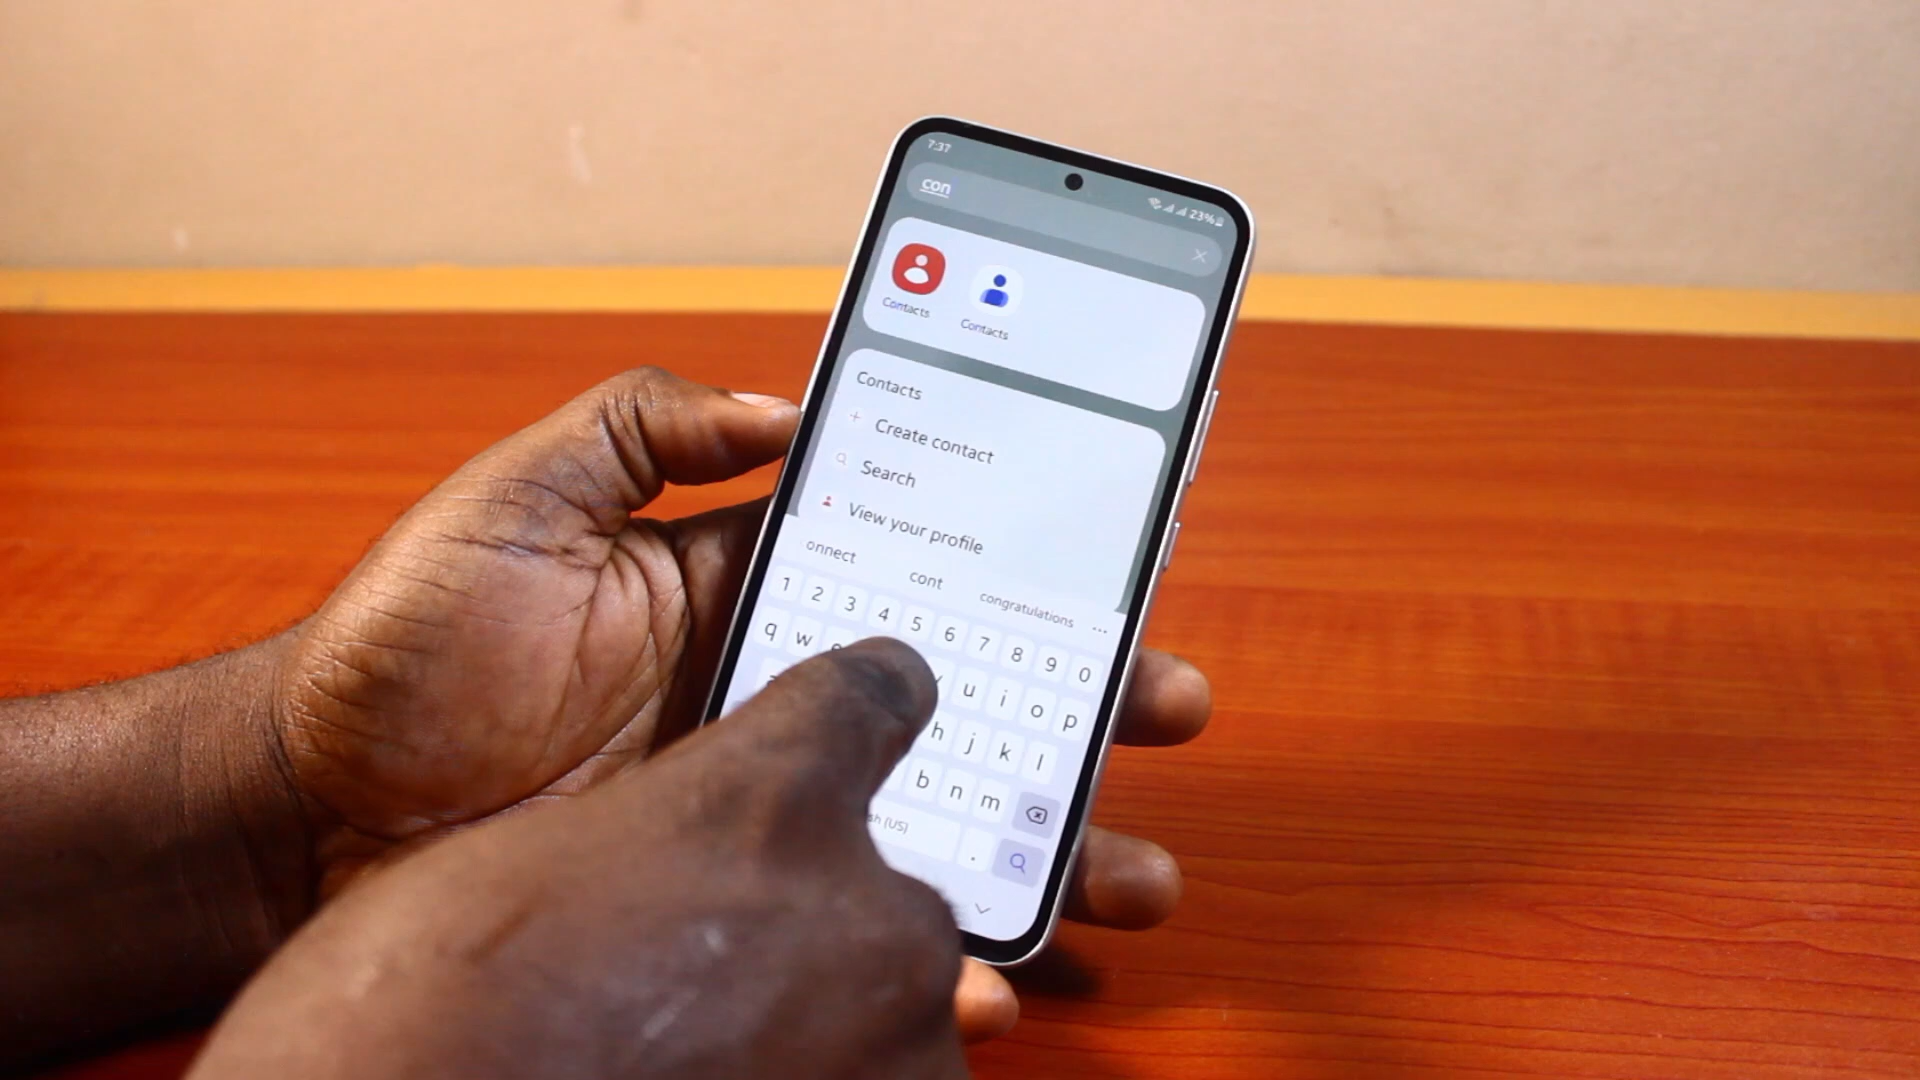 7:37
23%
con
Contacts
Contacts
Contacts
Create contact
Search
View your profile
onnect cont congratulations ...
1 2 3 4 5 6 7 8 9 0
q w u i o p
h j k l
b n m
sh (US) .